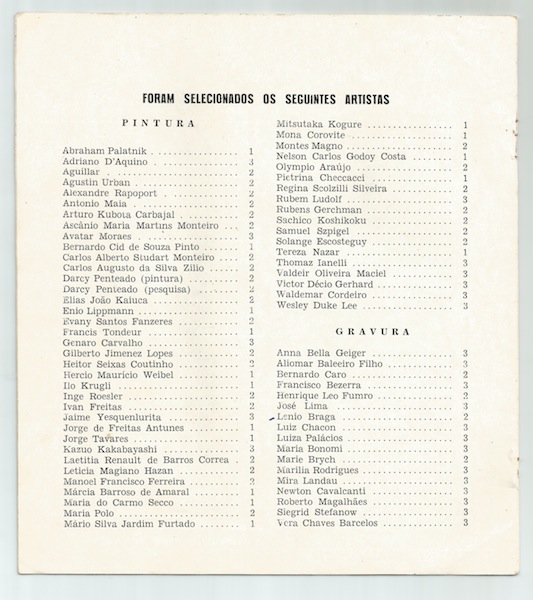 FORAM SELECIONADOS OS SEGUINTES ARTISTAS
PINTURA
Abraham Palatnik . . . . . . . . . . . . . . . 1
Adriano D'Aquino . . . . . . . . . . . . . . . 3
Aguillar . . . . . . . . . . . . . . . 2
Agustin Urban . . . . . . . . . . . . . . . 2
Alexandre Rapoport . . . . . . . . . . . . . . . 2
Antonio Maia . . . . . . . . . . . . . . . 2
Arturo Kubota Carbajal . . . . . . . . . . 2
Ascânio Maria Martins Monteiro . . . 2
Avatar Moraes . . . . . . . . . . . . . . . 3
Bernardo Cid de Souza Pinto . . . . . . 1
Carlos Alberto Studart Monteiro . . . . 2
Carlos Augusto da Silva Zilio . . . . . 2
Darcy Penteado (pintura) . . . . . . . . . 2
Darcy Penteado (pesquisa) . . . . . . . . 2
Elias João Kaiuca . . . . . . . . . . . . . . . 2
Enio Lippmann . . . . . . . . . . . . . . . 1
Evany Santos Fanzeres . . . . . . . . . . 2
Francis Tondeur . . . . . . . . . . . . . . . 1
Genaro Carvalho . . . . . . . . . . . . . . . 3
Gilberto Jimenez Lopes . . . . . . . . . . 2
Heitor Seixas Coutinho . . . . . . . . . . 2
Hercio Mauricio Weibel . . . . . . . . . . 1
Ilo Krugli . . . . . . . . . . . . . . . 1
Inge Roesler . . . . . . . . . . . . . . . 2
Ivan Freitas . . . . . . . . . . . . . . . 2
Jaime Yesquenlurita . . . . . . . . . . . . 3
Jorge de Freitas Antunes . . . . . . . . . 1
Jorge Tavares . . . . . . . . . . . . . . . 1
Kazuo Kakabayashi . . . . . . . . . . . . 3
Laetitia Renault de Barros Correa . 2
Leticia Magiano Hazan . . . . . . . . . . 2
Manoel Francisco Ferreira . . . . . . . . 2
Márcia Barroso de Amaral . . . . . . . . 1
Maria do Carmo Secco . . . . . . . . . . 1
Maria Polo . . . . . . . . . . . . . . . 2
Mário Silva Jardim Furtado . . . . . . . 1
Mitsutaka Kogure . . . . . . . . . . . . . . . 1
Mona Corovite . . . . . . . . . . . . . . . 1
Montes Magno . . . . . . . . . . . . . . . 2
Nelson Carlos Godoy Costa . . . . . . . 1
Olympio Araújo . . . . . . . . . . . . . . . 2
Pietrina Checcacci . . . . . . . . . . . . . . . 1
Regina Scolzilli Silveira . . . . . . . . . . 2
Rubem Ludolf . . . . . . . . . . . . . . . 3
Rubens Gerchman . . . . . . . . . . . . . . . 2
Sachico Koshikoku . . . . . . . . . . . . . . . 2
Samuel Szpigel . . . . . . . . . . . . . . . 2
Solange Escosteguy . . . . . . . . . . . . . . . 2
Tereza Nazar . . . . . . . . . . . . . . . 1
Thomaz Ianelli . . . . . . . . . . . . . . . 3
Valdeir Oliveira Maciel . . . . . . . . . . . . 3
Victor Décio Gerhard . . . . . . . . . . . . . . . 3
Waldemar Cordeiro . . . . . . . . . . . . . . . 3
Wesley Duke Lee . . . . . . . . . . . . . . . 3
GRAVURA
Anna Bella Geiger . . . . . . . . . . . . . . . 3
Aliomar Baleeiro Filho . . . . . . . . . . . . 3
Bernardo Caro . . . . . . . . . . . . . . . 2
Francisco Bezerra . . . . . . . . . . . . . . . 3
Henrique Leo Fumro . . . . . . . . . . . . . . . 2
José Lima . . . . . . . . . . . . . . . 3
Lenio Braga . . . . . . . . . . . . . . . 2
Luiz Chacon . . . . . . . . . . . . . . . 3
Luiza Palácios . . . . . . . . . . . . . . . 3
Maria Bonomi . . . . . . . . . . . . . . . 3
Marie Brych . . . . . . . . . . . . . . . 2
Marilia Rodrigues . . . . . . . . . . . . . . . 3
Mira Landau . . . . . . . . . . . . . . . 3
Newton Cavalcanti . . . . . . . . . . . . . . . 3
Roberto Magalhães . . . . . . . . . . . . . . . 3
Siegrid Stefanow . . . . . . . . . . . . . . . 3
Vera Chaves Barcelos . . . . . . . . . . . . . . . 3